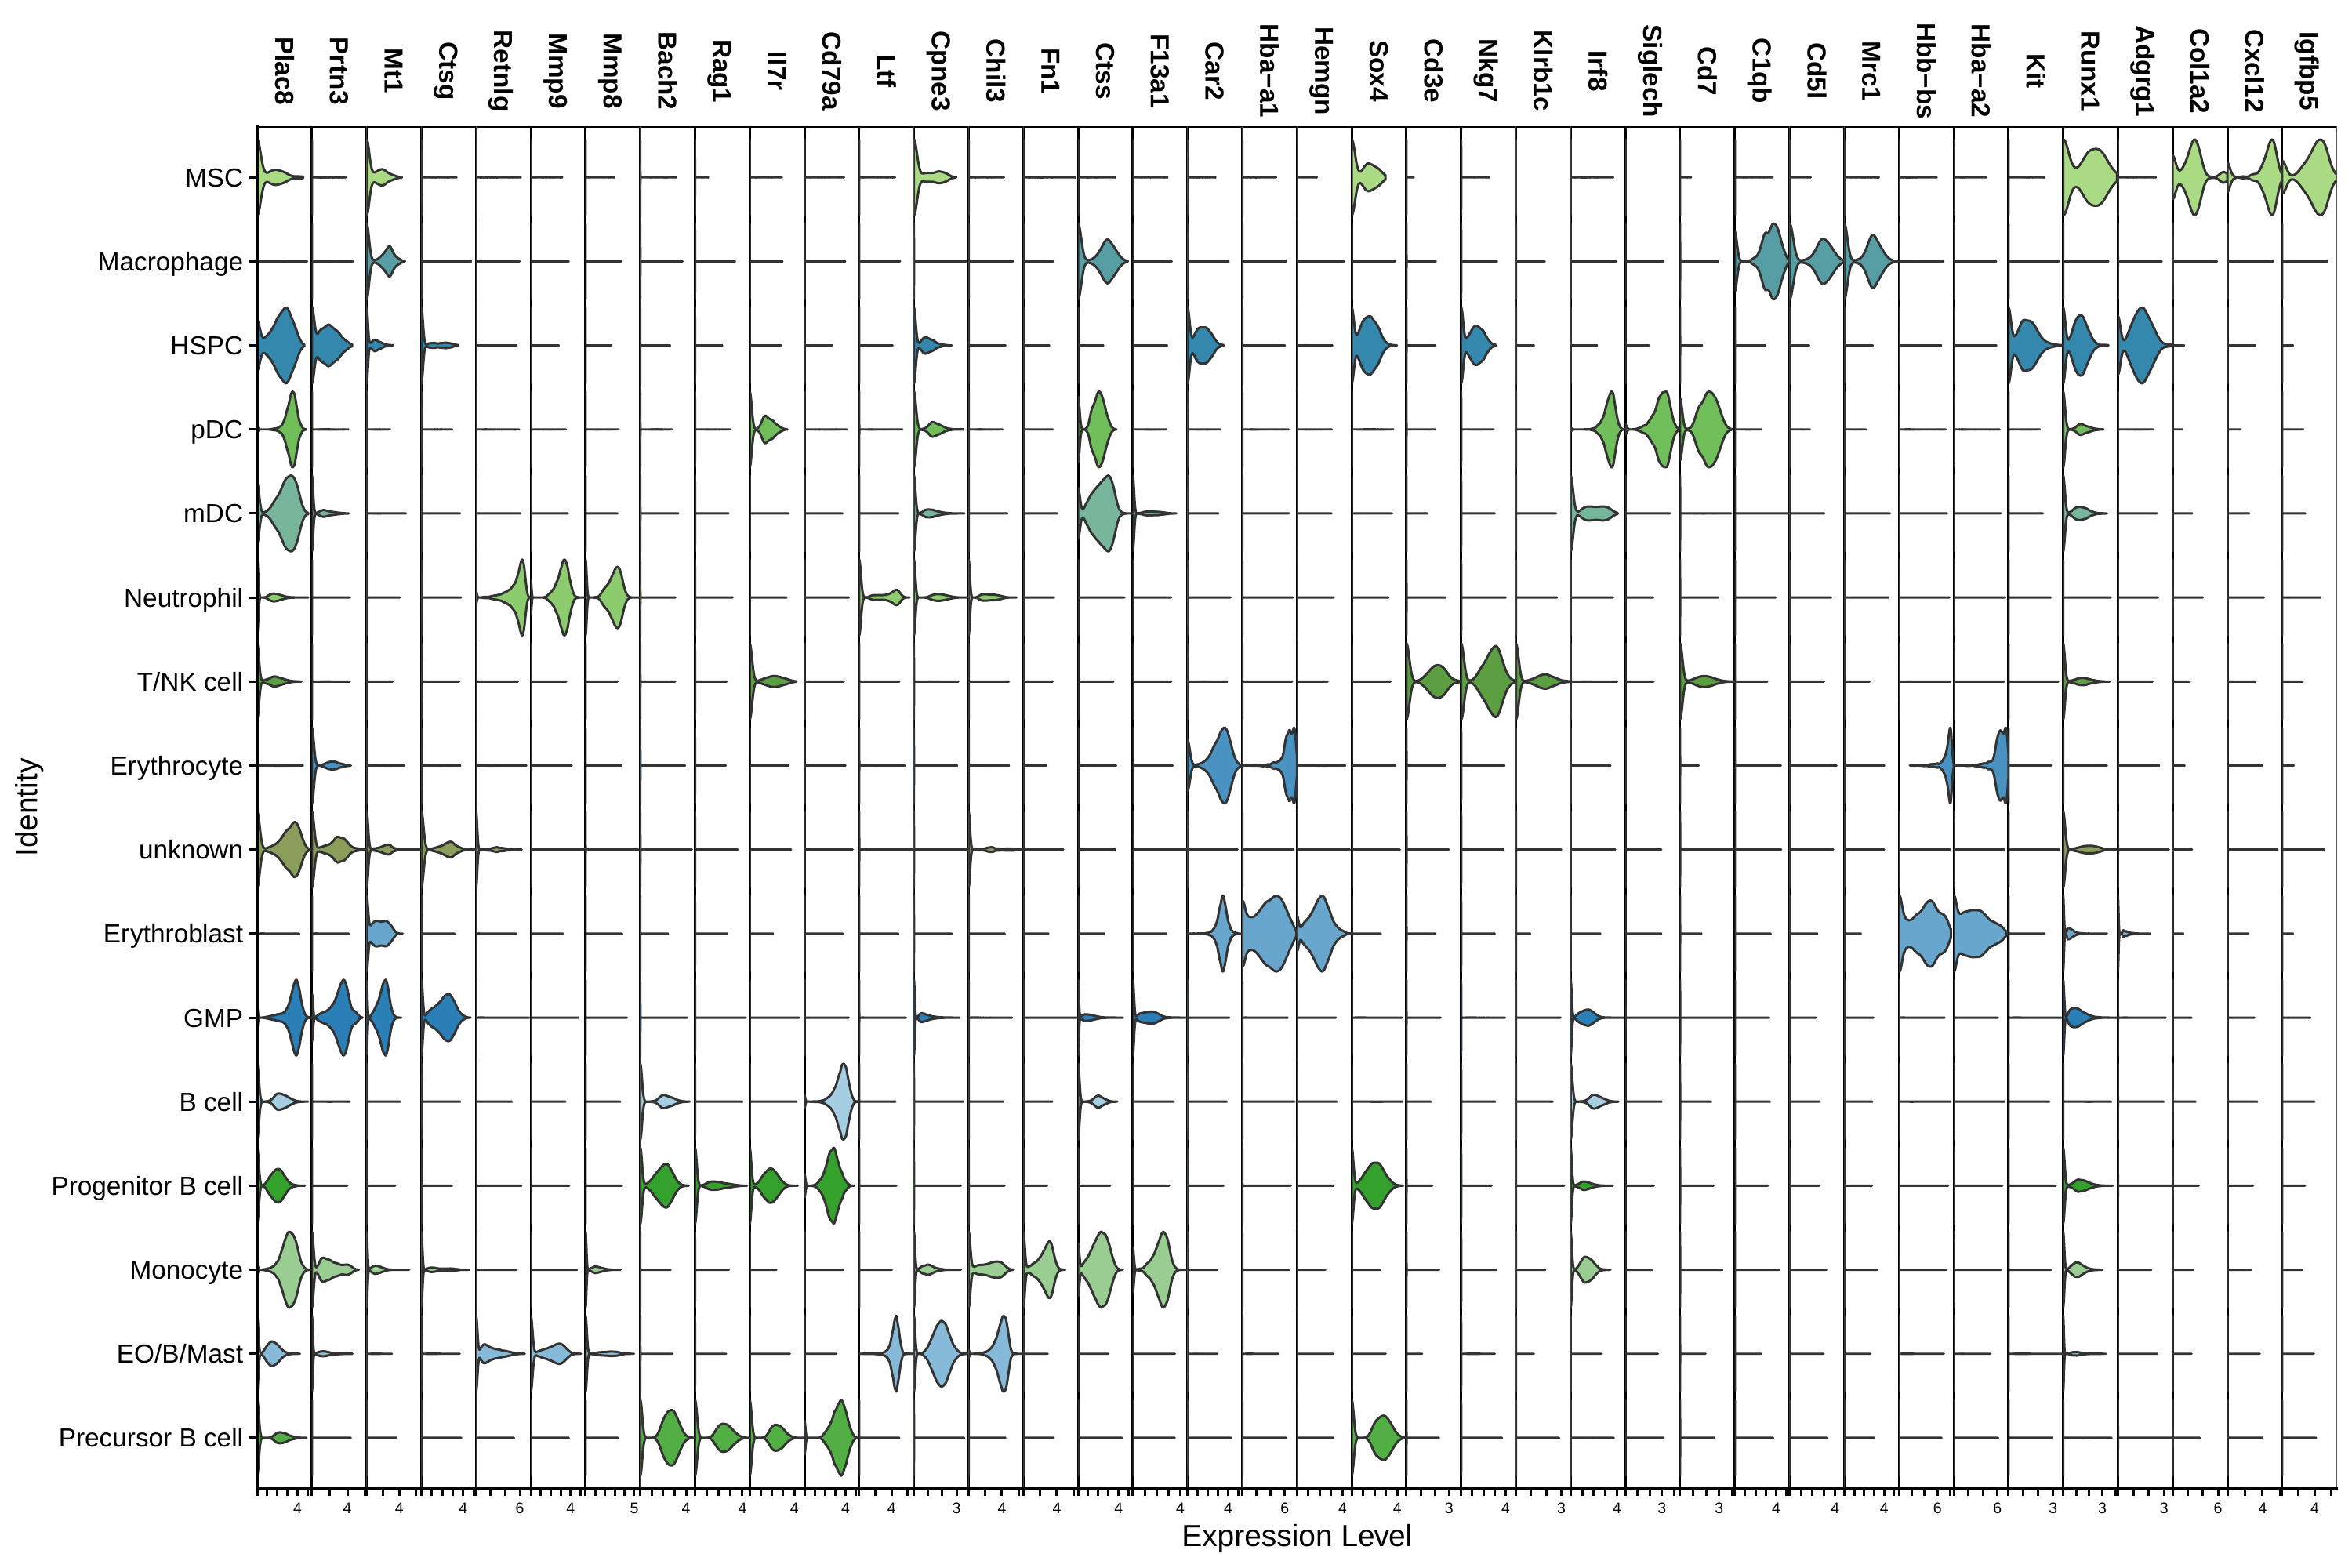 Plac8 Prtn3 Mt1 Ctsg Retnlg Mmp9 Mmp8 Bach2 Rag1 Il7r Cd79a Ltf Cpne3 Chil3 Fn1 Ctss F13a1 Car2 Hba−a1 Hemgn Sox4 Cd3e Nkg7 Klrb1c Irf8 Siglech Cd7 C1qb Cd5l Mrc1 Hbb−bs Hba−a2 Kit Runx1 Adgrg1 Col1a2 Cxcl12 Igfbp5
MSC
Macrophage
HSPC
pDC
mDC
Neutrophil
T/NK cell
Erythrocyte
unknown
Erythroblast
GMP
B cell
Progenitor B cell
Monocyte
EO/B/Mast
Precursor B cell
Identity
4 4 4 4 6 4 5 4 4 4 4 4 3 4 4 4 4 4 6 4 4 3 4 3 4 3 3 4 4 4 6 6 3 3 3 6 4 4
Expression Level